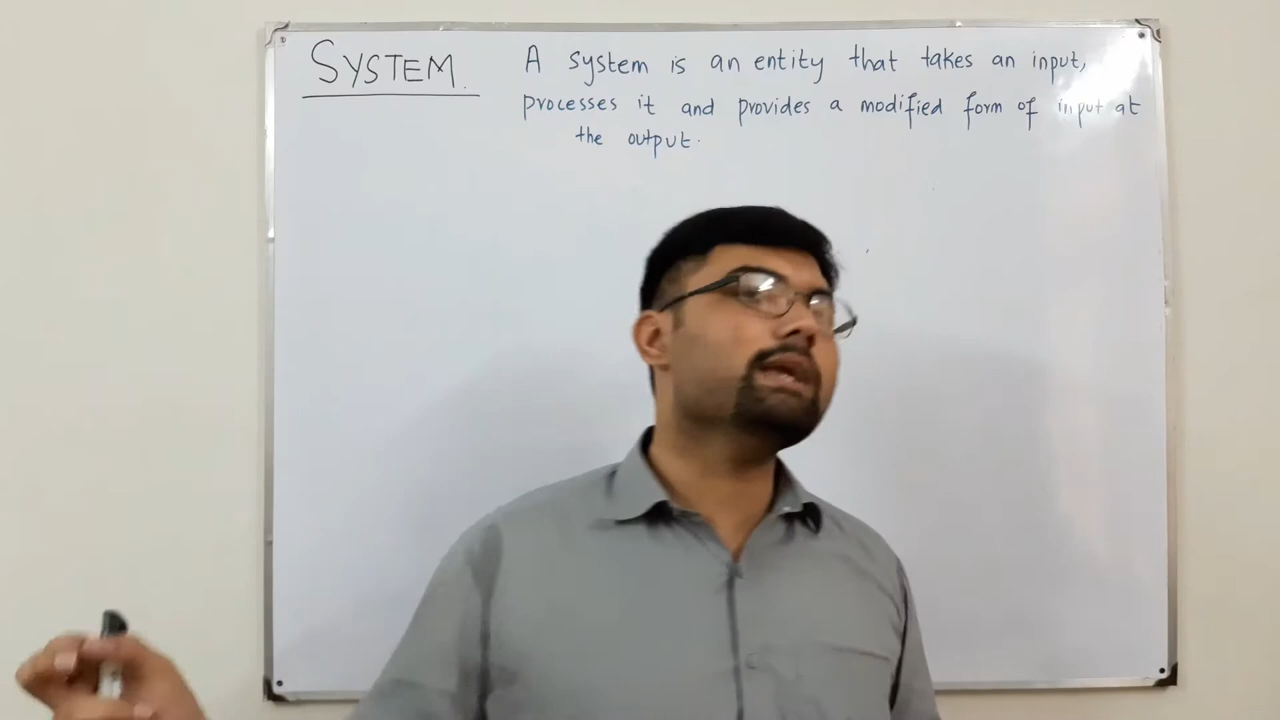 SYSTEM.
A system is an entity that takes an input,
processes it and provides a modified form of input at
the output.